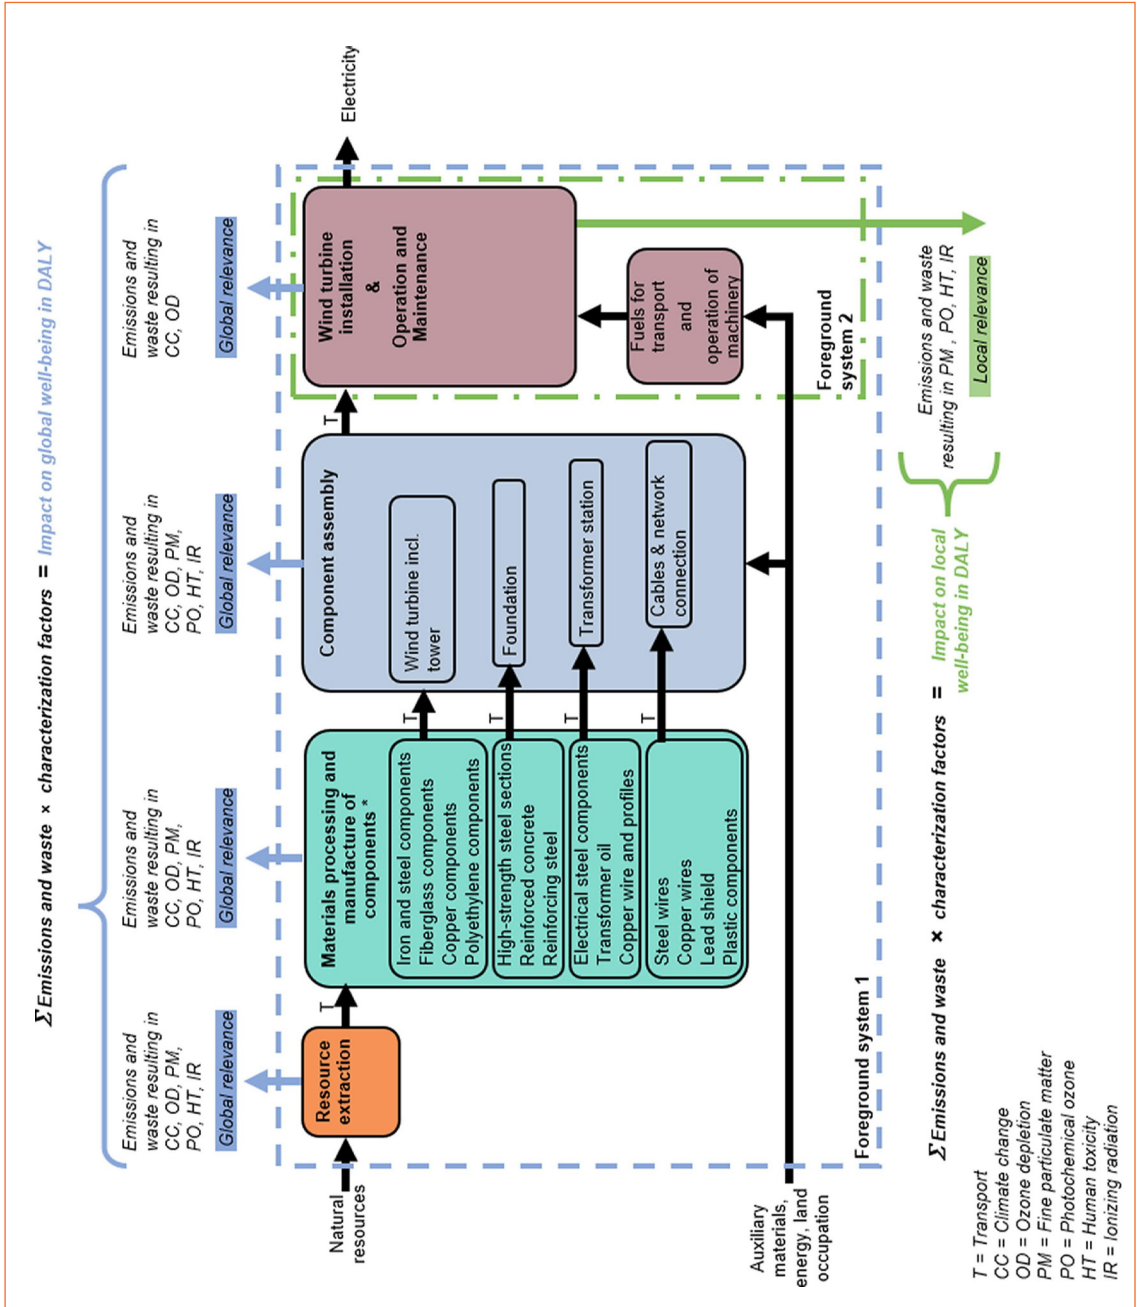 Σ Emissions and waste × characterization factors = Impact on global well-being in DALY
Emissions and
waste resulting in
CC, OD, PM,
PO, HT, IR
Global relevance
Emissions and
waste resulting in
CC, OD, PM,
PO, HT, IR
Global relevance
Emissions and
waste resulting in
CC, OD, PM,
PO, HT, IR
Global relevance
Emissions and
waste resulting in
CC, OD
Global relevance
Natural
resources
Resource
extraction
T
Materials processing and
manufacture of
components *
Iron and steel components
Fiberglass components
Copper components
Polyethylene components
High-strength steel sections
Reinforced concrete
Reinforcing steel
Electrical steel components
Transformer oil
Copper wire and profiles
Steel wires
Copper wires
Lead shield
Plastic components
T
T
T
T
Component assembly
Wind turbine incl.
tower
Foundation
Transformer station
Cables & network
connection
T
Wind turbine
installation
&
Operation and
Maintenance
Electricity
Fuels for
transport
and
operation of
machinery
Foreground
system 2
Auxiliary
materials,
energy, land
occupation
Foreground system 1
Σ Emissions and waste × characterization factors =
Impact on local
well-being in DALY
Emissions and waste
resulting in PM , PO, HT, IR
Local relevance
T = Transport
CC = Climate change
OD = Ozone depletion
PM = Fine particulate matter
PO = Photochemical ozone
HT = Human toxicity
IR = Ionizing radiation